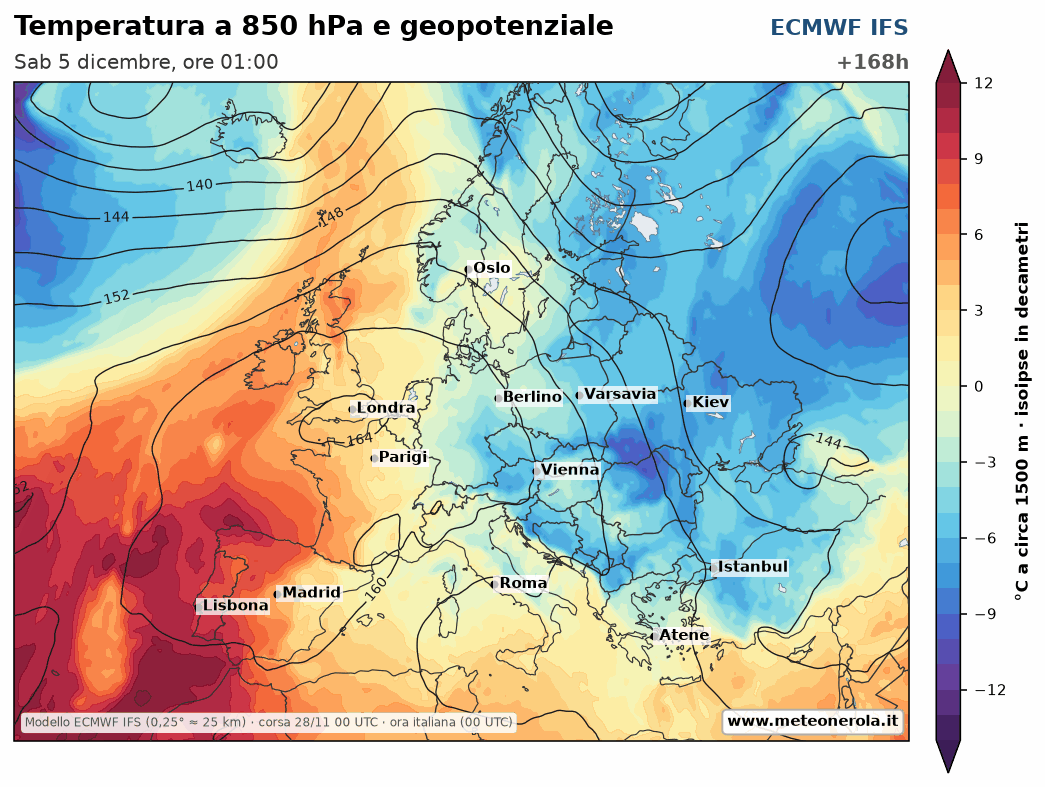 Temperatura a 850 hPa e geopotenziale
ECMWF IFS
Sab 5 dicembre, ore 01:00
+168h
140
144
148
152
Oslo
Berlino
Varsavia
Kiev
Londra
164
144
Parigi
Vienna
52
Istanbul
Roma
Madrid
160
Lisbona
Atene
Modello ECMWF IFS (0,25° ≈ 25 km) · corsa 28/11 00 UTC · ora italiana (00 UTC)
www.meteonerola.it
12
9
6
3
0
−3
−6
−9
−12
°C a circa 1500 m · isoipse in decametri